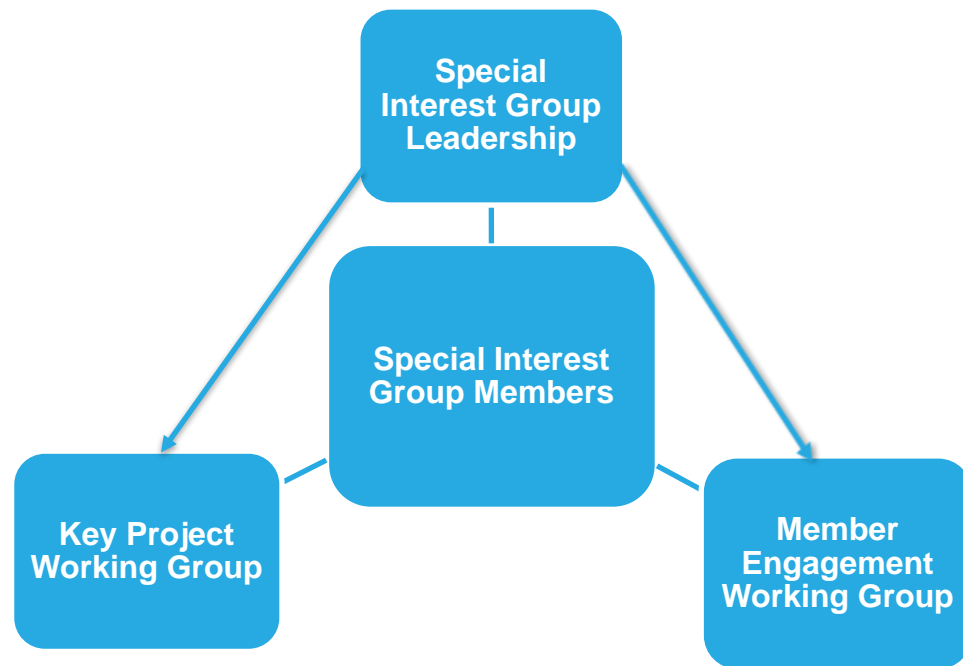 Special
Interest Group
Leadership
Special Interest
Group Members
Key Project
Working Group
Member
Engagement
Working Group